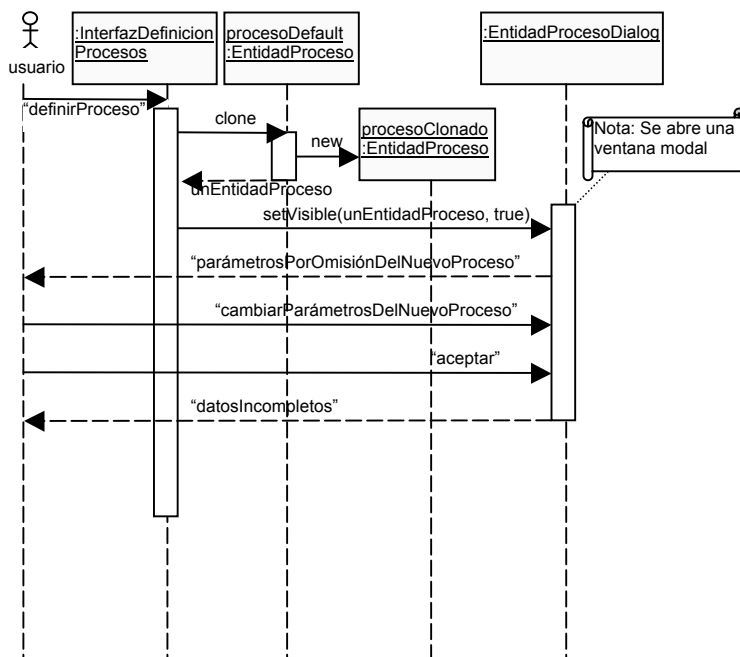 :InterfazDefinicion
Procesos
procesoDefault
:EntidadProceso
:EntidadProcesoDialog
usuario
“definirProceso”
clone
new
procesoClonado
:EntidadProceso
Nota: Se abre una
ventana modal
unEntidadProceso
setVisible(unEntidadProceso, true)
“parámetrosPorOmisiónDelNuevoProceso”
“cambiarParámetrosDelNuevoProceso”
“aceptar”
“datosIncompletos”